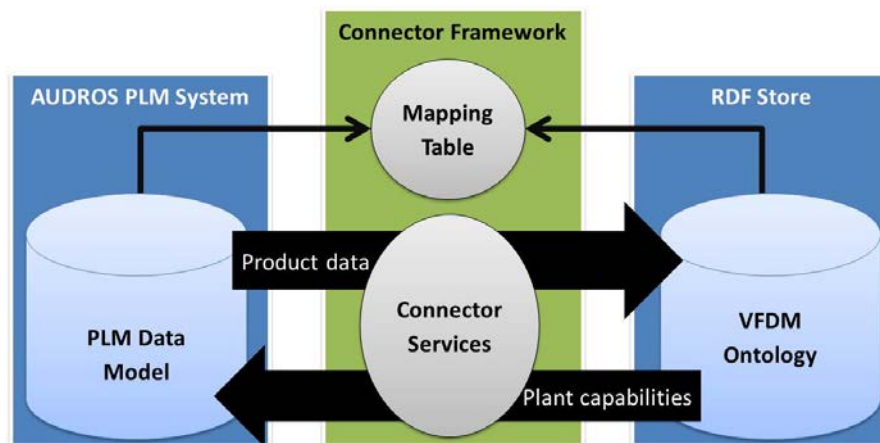 Connector Framework
AUDROS PLM System
RDF Store
Mapping
Table
Product data
PLM Data
Model
Connector
Services
VFDM
Ontology
Plant capabilities